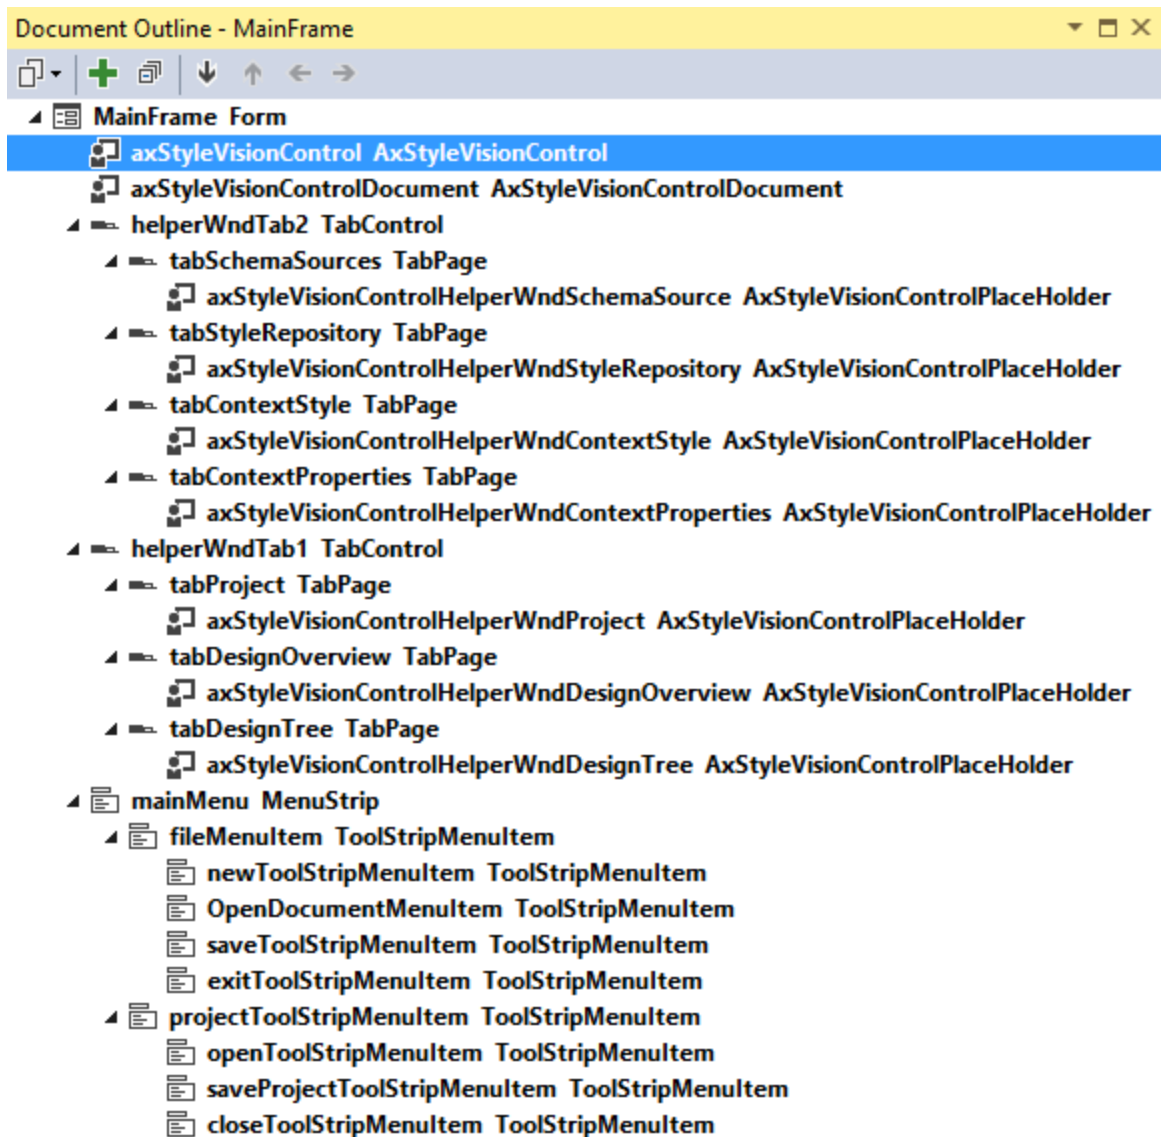 Document Outline - MainFrame
MainFrame Form
axStyleVisionControl AxStyleVisionControl
axStyleVisionControlDocument AxStyleVisionControlDocument
helperWndTab2 TabControl
tabSchemaSources TabPage
axStyleVisionControlHelperWndSchemaSource AxStyleVisionControlPlaceHolder
tabStyleRepository TabPage
axStyleVisionControlHelperWndStyleRepository AxStyleVisionControlPlaceHolder
tabContextStyle TabPage
axStyleVisionControlHelperWndContextStyle AxStyleVisionControlPlaceHolder
tabContextProperties TabPage
axStyleVisionControlHelperWndContextProperties AxStyleVisionControlPlaceHolder
helperWndTab1 TabControl
tabProject TabPage
axStyleVisionControlHelperWndProject AxStyleVisionControlPlaceHolder
tabDesignOverview TabPage
axStyleVisionControlHelperWndDesignOverview AxStyleVisionControlPlaceHolder
tabDesignTree TabPage
axStyleVisionControlHelperWndDesignTree AxStyleVisionControlPlaceHolder
mainMenu MenuStrip
fileMenuItem ToolStripMenuItem
newToolStripMenuItem ToolStripMenuItem
OpenDocumentMenuItem ToolStripMenuItem
saveToolStripMenuItem ToolStripMenuItem
exitToolStripMenuItem ToolStripMenuItem
projectToolStripMenuItem ToolStripMenuItem
openToolStripMenuItem ToolStripMenuItem
saveProjectToolStripMenuItem ToolStripMenuItem
closeToolStripMenuItem ToolStripMenuItem